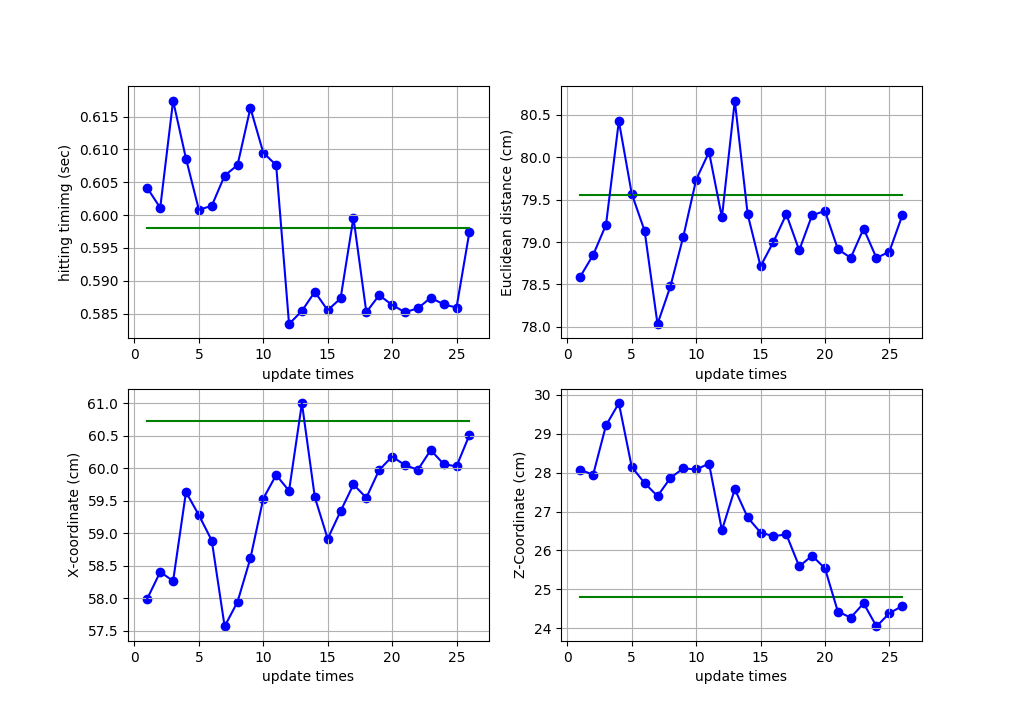 hitting timimg (sec)
0.615
0.610
0.605
0.600
0.595
0.590
0.585
0 5 10 15 20 25
update times
Euclidean distance (cm)
80.5
80.0
79.5
79.0
78.5
78.0
0 5 10 15 20 25
update times
X-coordinate (cm)
61.0
60.5
60.0
59.5
59.0
58.5
58.0
57.5
0 5 10 15 20 25
update times
Z-Coordinate (cm)
30
29
28
27
26
25
24
0 5 10 15 20 25
update times